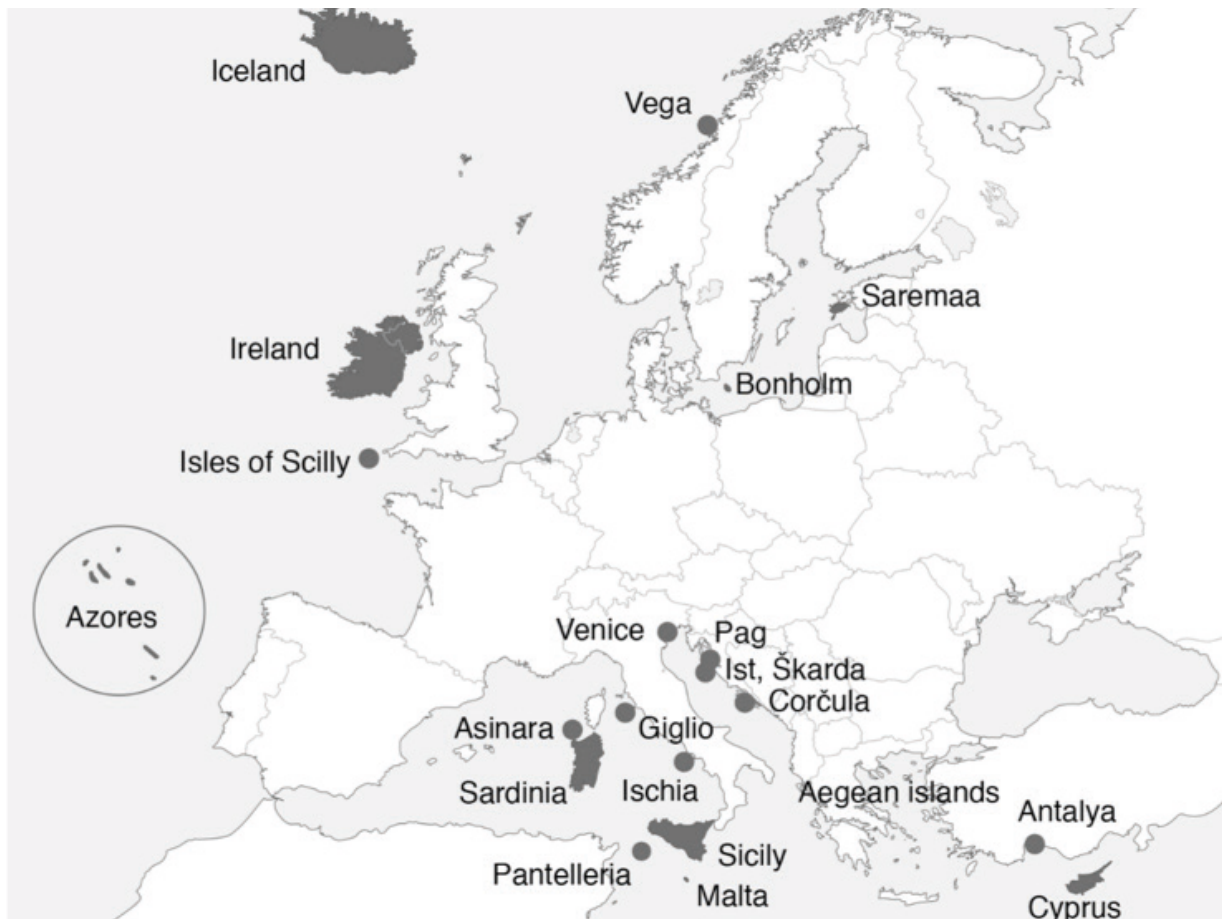 Iceland
Vega
Saremaa
Ireland
Bonholm
Isles of Scilly
Azores
Venice
Pag
Ist, Škarda
Corčula
Asinara
Giglio
Sardinia
Ischia
Aegean islands
Antalya
Pantelleria
Sicily
Malta
Cyprus